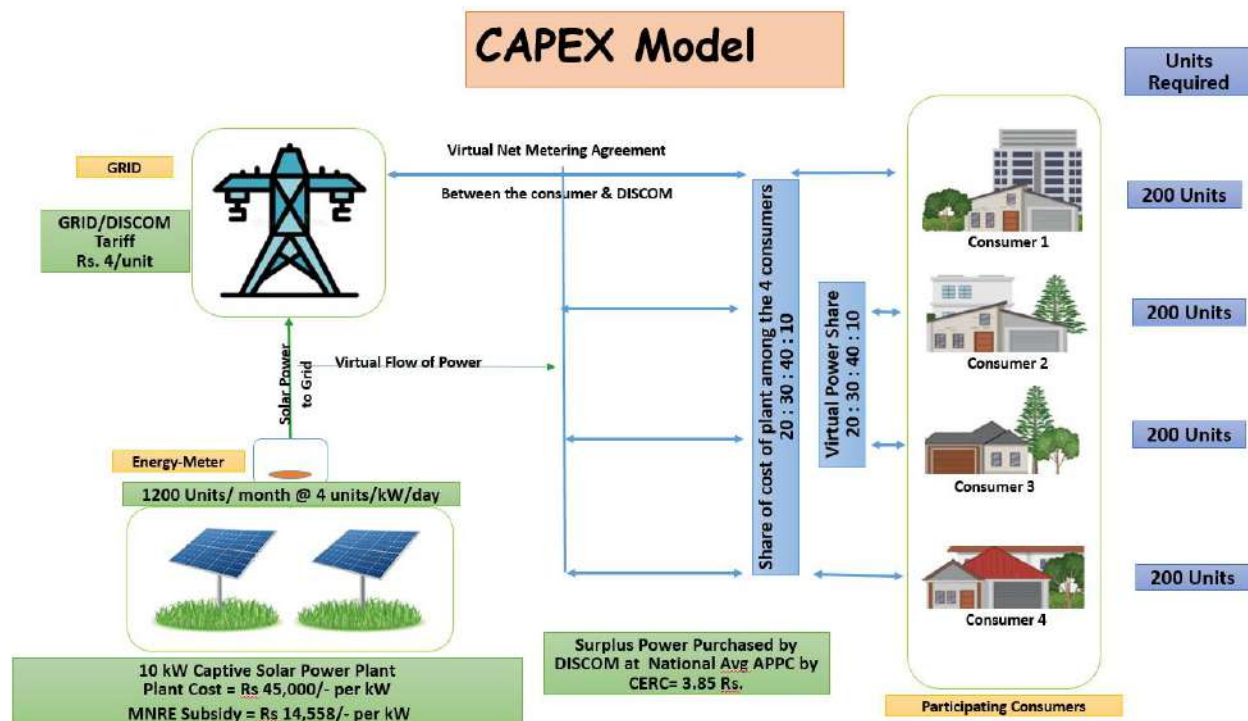 CAPEX Model
Units
Required
GRID
GRID/DISCOM
Tariff
Rs. 4/unit
Virtual Net Metering Agreement
Between the consumer & DISCOM
Solar Power
to Grid
Virtual Flow of Power
Energy-Meter
1200 Units/ month @ 4 units/kW/day
10 kW Captive Solar Power Plant
Plant Cost = Rs 45,000/- per kW
MNRE Subsidy = Rs 14,558/- per kW
Share of cost of plant among the 4 consumers
20 : 30 : 40 : 10
Virtual Power Share
20 : 30 : 40 : 10
Surplus Power Purchased by
DISCOM at National Avg APPC by
CERC= 3.85 Rs.
Consumer 1
200 Units
Consumer 2
200 Units
Consumer 3
200 Units
Consumer 4
200 Units
Participating Consumers